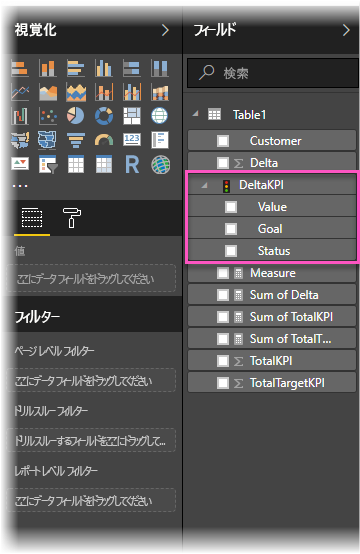 視覚化
フィールド
検索
Table1
Customer
Delta
DeltaKPI
Value
Goal
Status
Measure
Sum of Delta
Sum of TotalKPI
Sum of TotalT...
TotalKPI
TotalTargetKPI
R
123
...
値
ここにデータ フィールドをドラッグしてください
フィルター
ページ レベル フィルター
ここにデータ フィールドをドラッグしてください
ドリルスルー フィルター
ドリルスルーするフィールドをここにドラッグして...
レポート レベル フィルター
ここにデータ フィールドをドラッグしてください